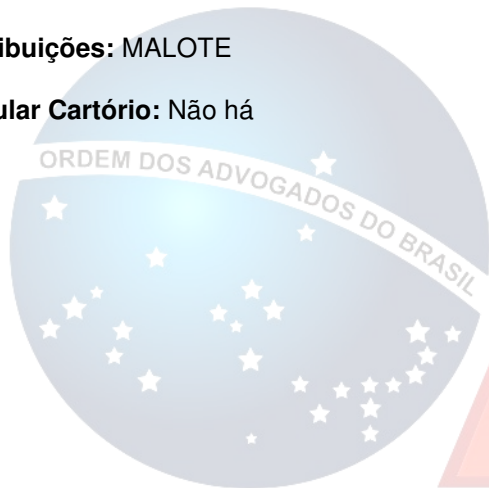 ibuições: MALOTE
ular Cartório: Não há
ORDEM DOS ADVOGADOS DO BRASIL